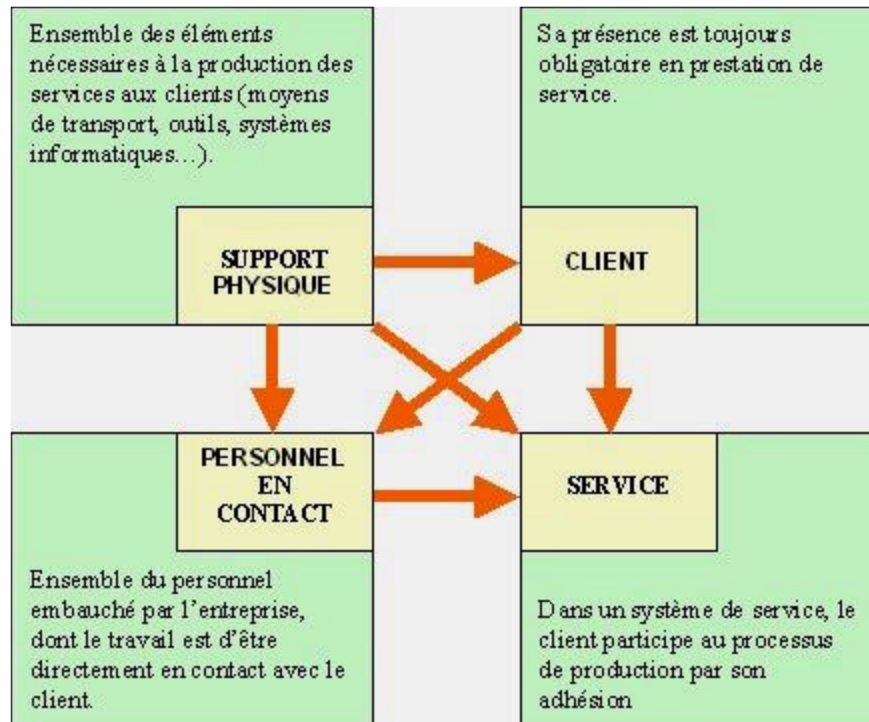 Ensemble des éléments
nécessaires à la production des
services aux clients (moyens
de transport, outils, systèmes
informatiques...).
SUPPORT
PHYSIQUE
Sa présence est toujours
obligatoire en prestation de
service.
CLIENT
PERSONNEL
EN
CONTACT
Ensemble du personnel
embauché par l'entreprise,
dont le travail est d'être
directement en contact avec le
client.
SERVICE
Dans un système de service, le
client participe au processus
de production par son
adhésion